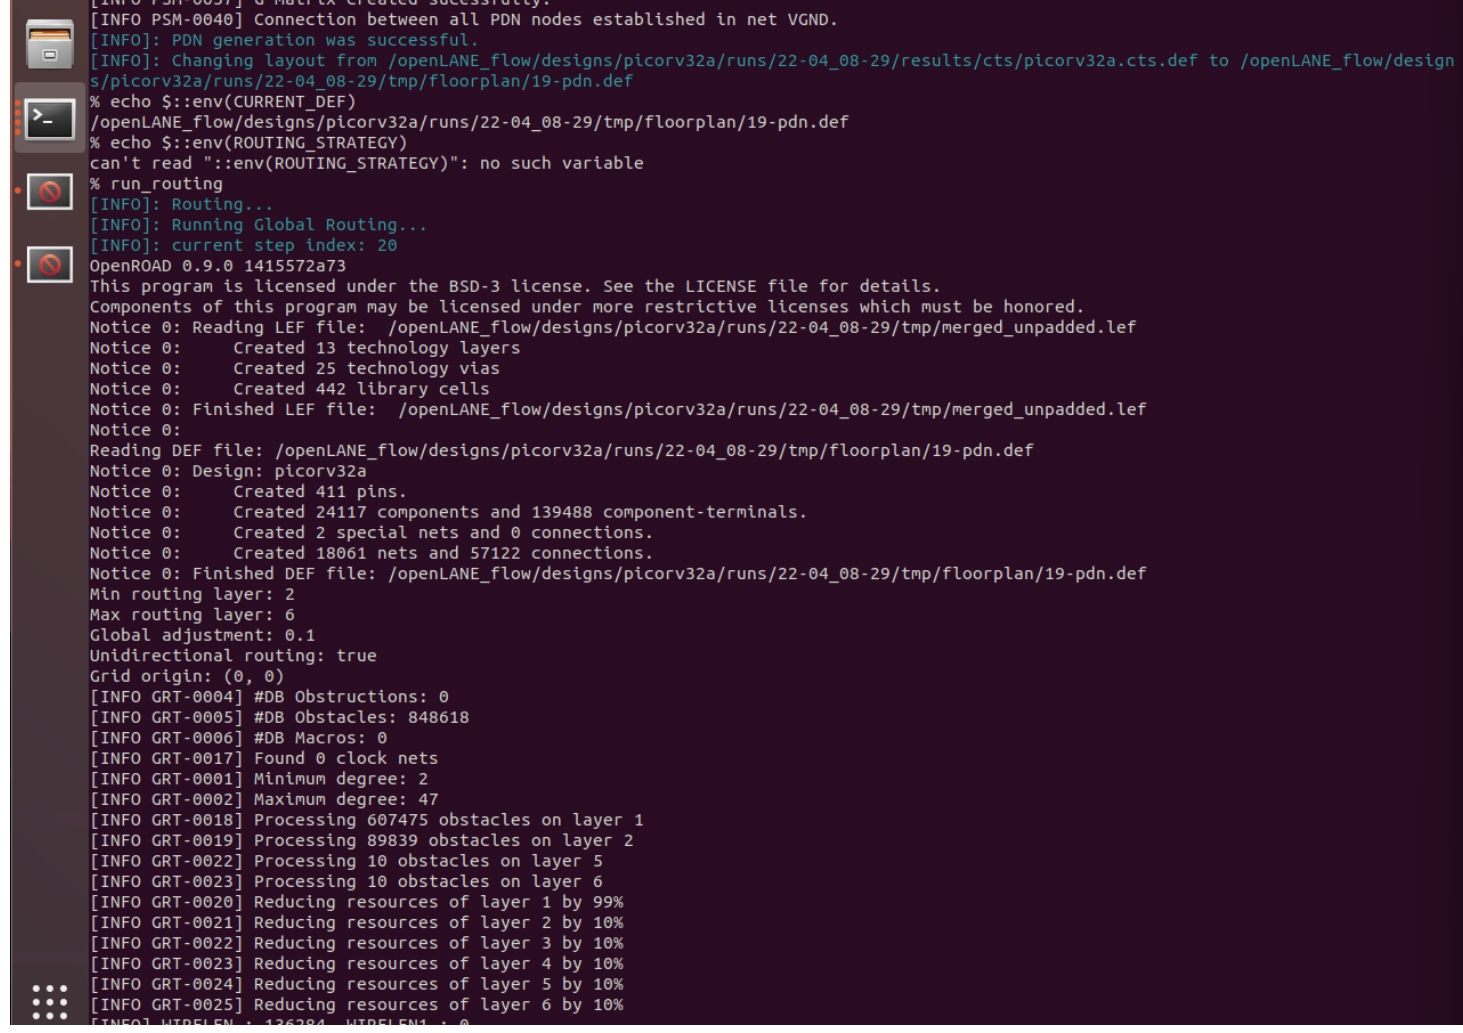 [INFO PSM-0037] G Matrix created sucessfully.
[INFO PSM-0040] Connection between all PDN nodes established in net VGND.
[INFO]: PDN generation was successful.
[INFO]: Changing layout from /openLANE_flow/designs/picorv32a/runs/22-04_08-29/results/cts/picorv32a.cts.def to /openLANE_flow/design
s/picorv32a/runs/22-04_08-29/tmp/floorplan/19-pdn.def
% echo $::env(CURRENT_DEF)
/openLANE_flow/designs/picorv32a/runs/22-04_08-29/tmp/floorplan/19-pdn.def
% echo $::env(ROUTING_STRATEGY)
can't read "::env(ROUTING_STRATEGY)": no such variable
% run_routing
[INFO]: Routing...
[INFO]: Running Global Routing...
[INFO]: current step index: 20
OpenROAD 0.9.0 1415572a73
This program is licensed under the BSD-3 license. See the LICENSE file for details.
Components of this program may be licensed under more restrictive licenses which must be honored.
Notice 0: Reading LEF file:  /openLANE_flow/designs/picorv32a/runs/22-04_08-29/tmp/merged_unpadded.lef
Notice 0:     Created 13 technology layers
Notice 0:     Created 25 technology vias
Notice 0:     Created 442 library cells
Notice 0: Finished LEF file:  /openLANE_flow/designs/picorv32a/runs/22-04_08-29/tmp/merged_unpadded.lef
Notice 0:
Reading DEF file: /openLANE_flow/designs/picorv32a/runs/22-04_08-29/tmp/floorplan/19-pdn.def
Notice 0: Design: picorv32a
Notice 0:     Created 411 pins.
Notice 0:     Created 24117 components and 139488 component-terminals.
Notice 0:     Created 2 special nets and 0 connections.
Notice 0:     Created 18061 nets and 57122 connections.
Notice 0: Finished DEF file: /openLANE_flow/designs/picorv32a/runs/22-04_08-29/tmp/floorplan/19-pdn.def
Min routing layer: 2
Max routing layer: 6
Global adjustment: 0.1
Unidirectional routing: true
Grid origin: (0, 0)
[INFO GRT-0004] #DB Obstructions: 0
[INFO GRT-0005] #DB Obstacles: 848618
[INFO GRT-0006] #DB Macros: 0
[INFO GRT-0017] Found 0 clock nets
[INFO GRT-0001] Minimum degree: 2
[INFO GRT-0002] Maximum degree: 47
[INFO GRT-0018] Processing 607475 obstacles on layer 1
[INFO GRT-0019] Processing 89839 obstacles on layer 2
[INFO GRT-0022] Processing 10 obstacles on layer 5
[INFO GRT-0023] Processing 10 obstacles on layer 6
[INFO GRT-0020] Reducing resources of layer 1 by 99%
[INFO GRT-0021] Reducing resources of layer 2 by 10%
[INFO GRT-0022] Reducing resources of layer 3 by 10%
[INFO GRT-0023] Reducing resources of layer 4 by 10%
[INFO GRT-0024] Reducing resources of layer 5 by 10%
[INFO GRT-0025] Reducing resources of layer 6 by 10%
[INFO] WIRELEN : 136284, WIRELEN1 : 0